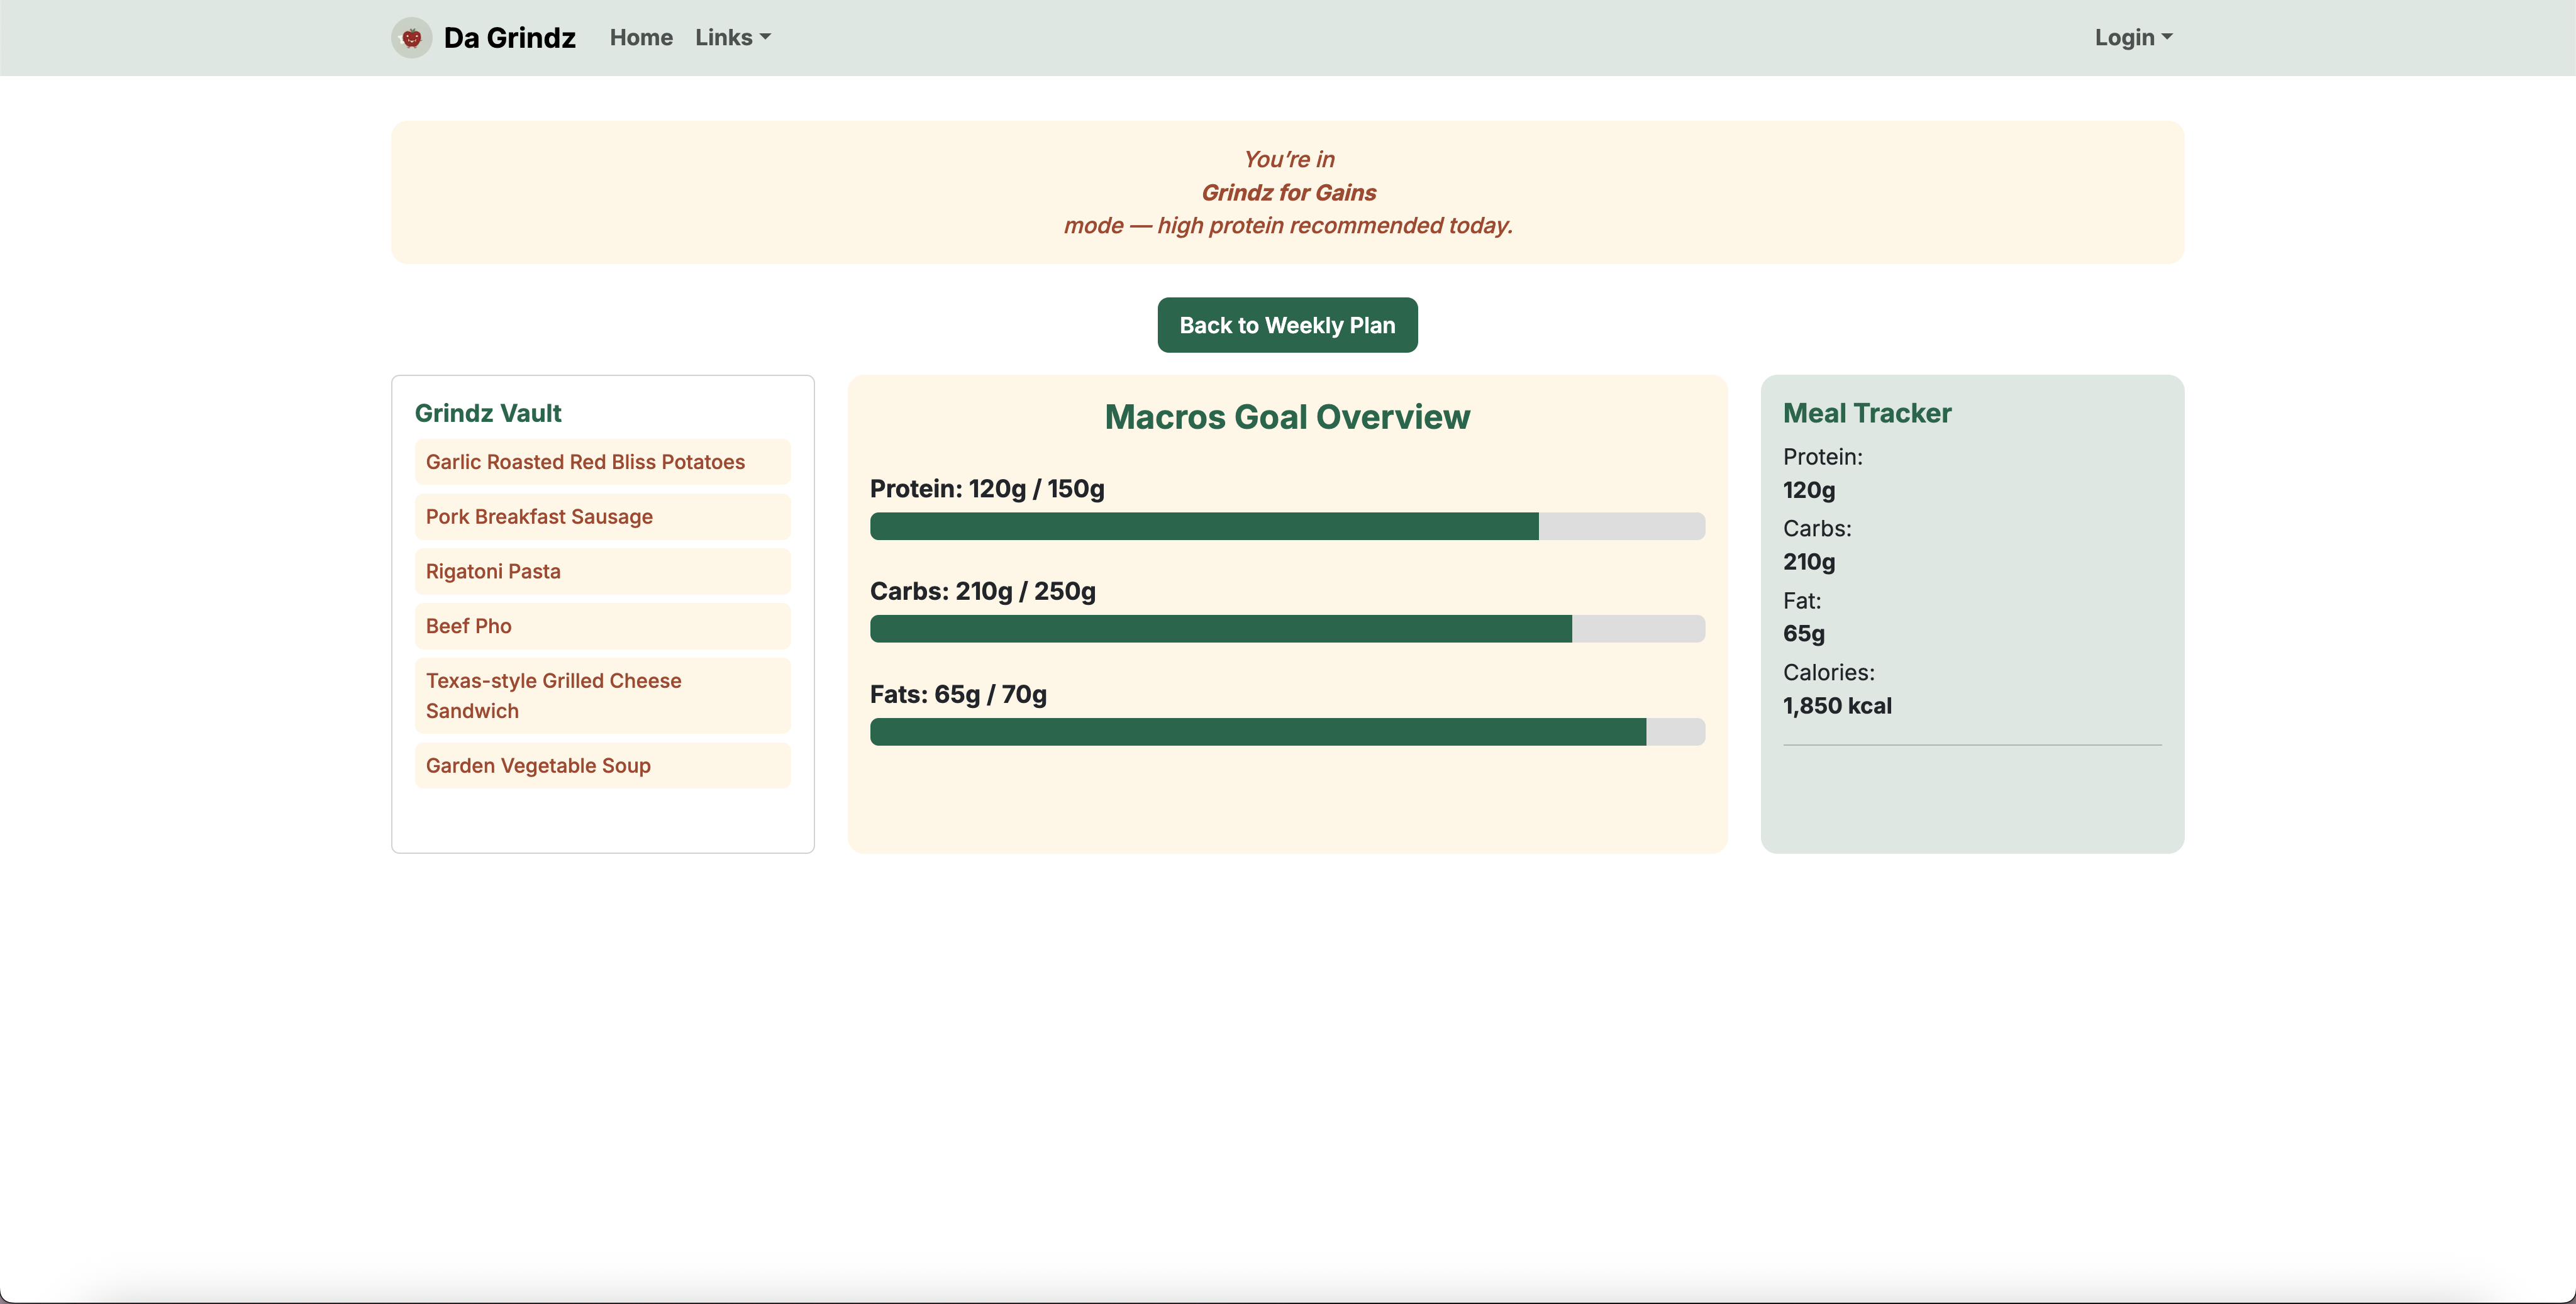 Da Grindz
Home
Links
Login
You’re in
Grindz for Gains
mode — high protein recommended today.
Back to Weekly Plan
Grindz Vault
Garlic Roasted Red Bliss Potatoes
Pork Breakfast Sausage
Rigatoni Pasta
Beef Pho
Texas-style Grilled Cheese
Sandwich
Garden Vegetable Soup
Macros Goal Overview
Protein: 120g / 150g
Carbs: 210g / 250g
Fats: 65g / 70g
Meal Tracker
Protein:
120g
Carbs:
210g
Fat:
65g
Calories:
1,850 kcal